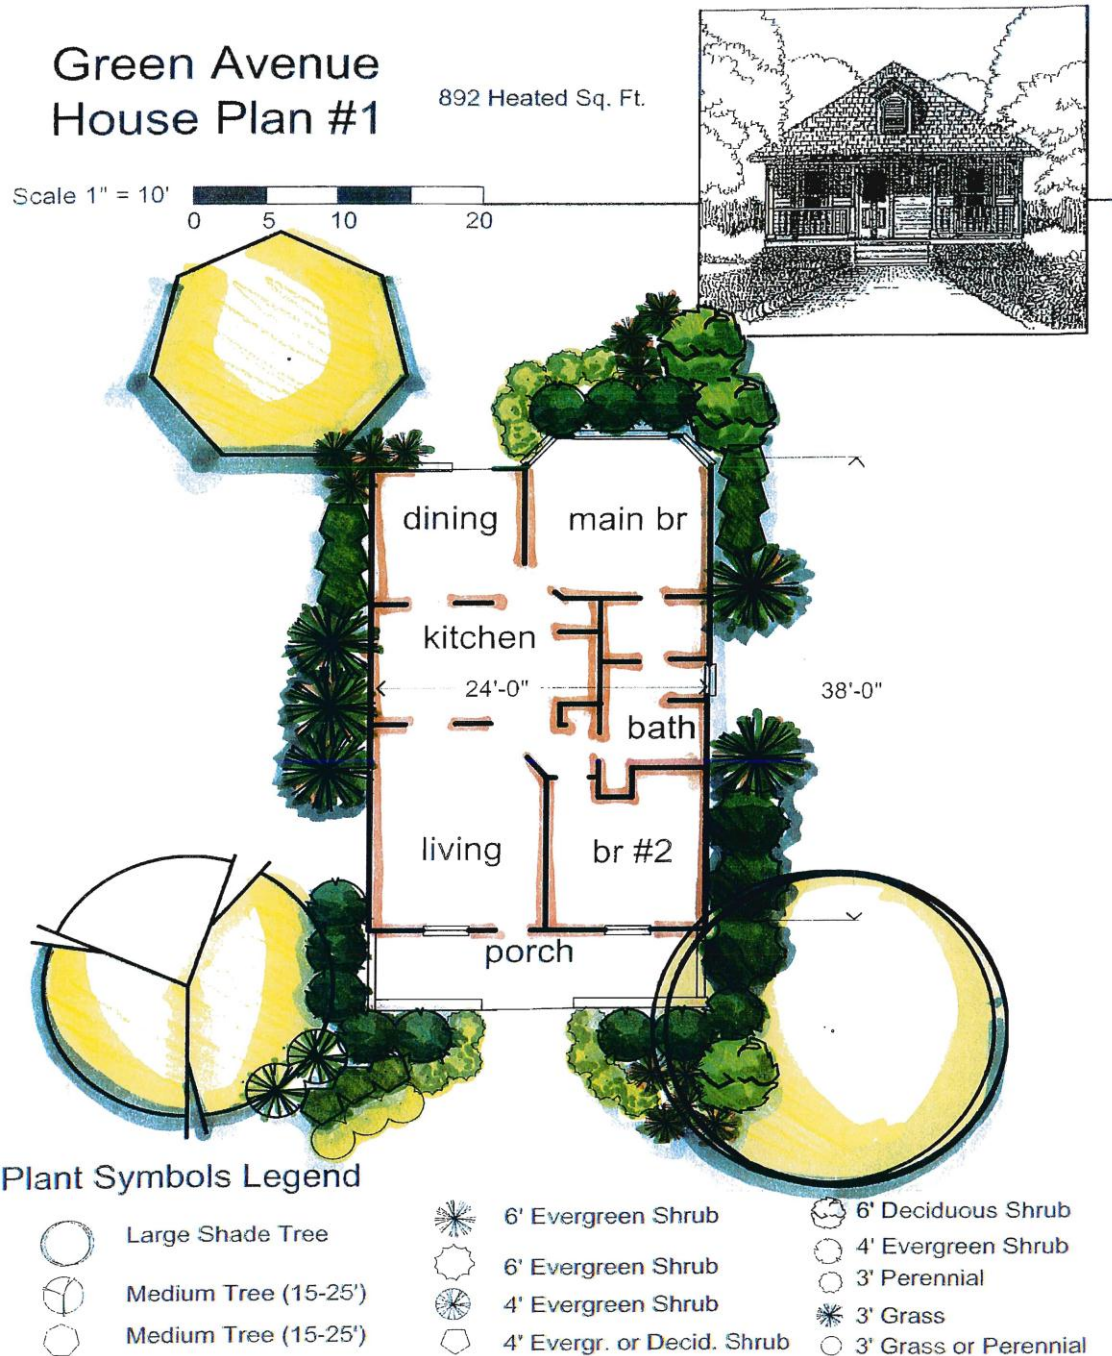 Green Avenue
House Plan #1
892 Heated Sq. Ft.
Scale 1" = 10'
0 5 10 20
dining
main br
kitchen
24'-0"
38'-0"
bath
living
br #2
porch
Plant Symbols Legend
Large Shade Tree
Medium Tree (15-25')
Medium Tree (15-25')
6' Evergreen Shrub
6' Evergreen Shrub
4' Evergreen Shrub
4' Evergr. or Decid. Shrub
6' Deciduous Shrub
4' Evergreen Shrub
3' Perennial
3' Grass
3' Grass or Perennial